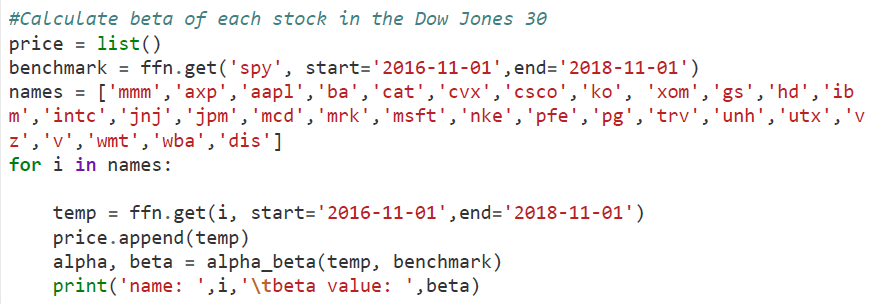 #Calculate beta of each stock in the Dow Jones 30
price = list()
benchmark = ffn.get('spy', start='2016-11-01',end='2018-11-01')
names = ['mmm','axp','aapl','ba','cat','cvx','csco','ko', 'xom','gs','hd','ib
m','intc','jnj','jpm','mcd','mrk','msft','nke','pfe','pg','trv','unh','utx','v
z','v','wmt','wba','dis']
for i in names:
    temp = ffn.get(i, start='2016-11-01',end='2018-11-01')
    price.append(temp)
    alpha, beta = alpha_beta(temp, benchmark)
    print('name: ',i,'\tbeta value: ',beta)